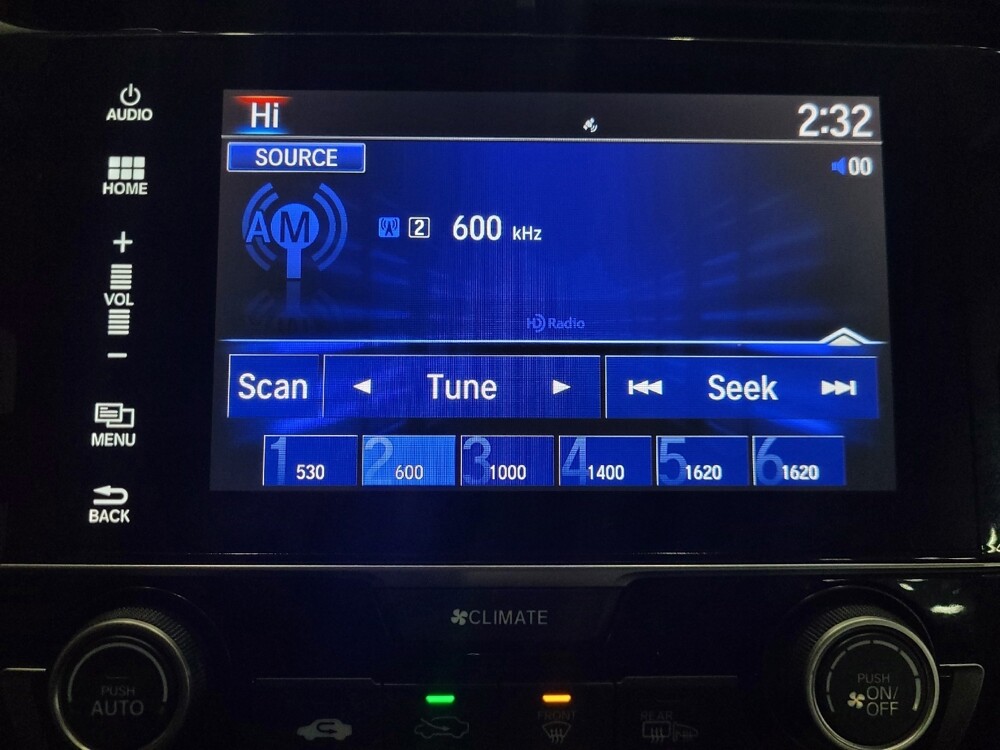 AUDIO
Hi
2:32
SOURCE
00
HOME
AM
2 600 kHz
+
VOL
-
HD Radio
Scan Tune Seek
MENU
1 530
2 600
3 1000
4 1400
5 1620
6 1620
BACK
CLIMATE
PUSH
AUTO
FRONT
REAR
PUSH
ON/
OFF